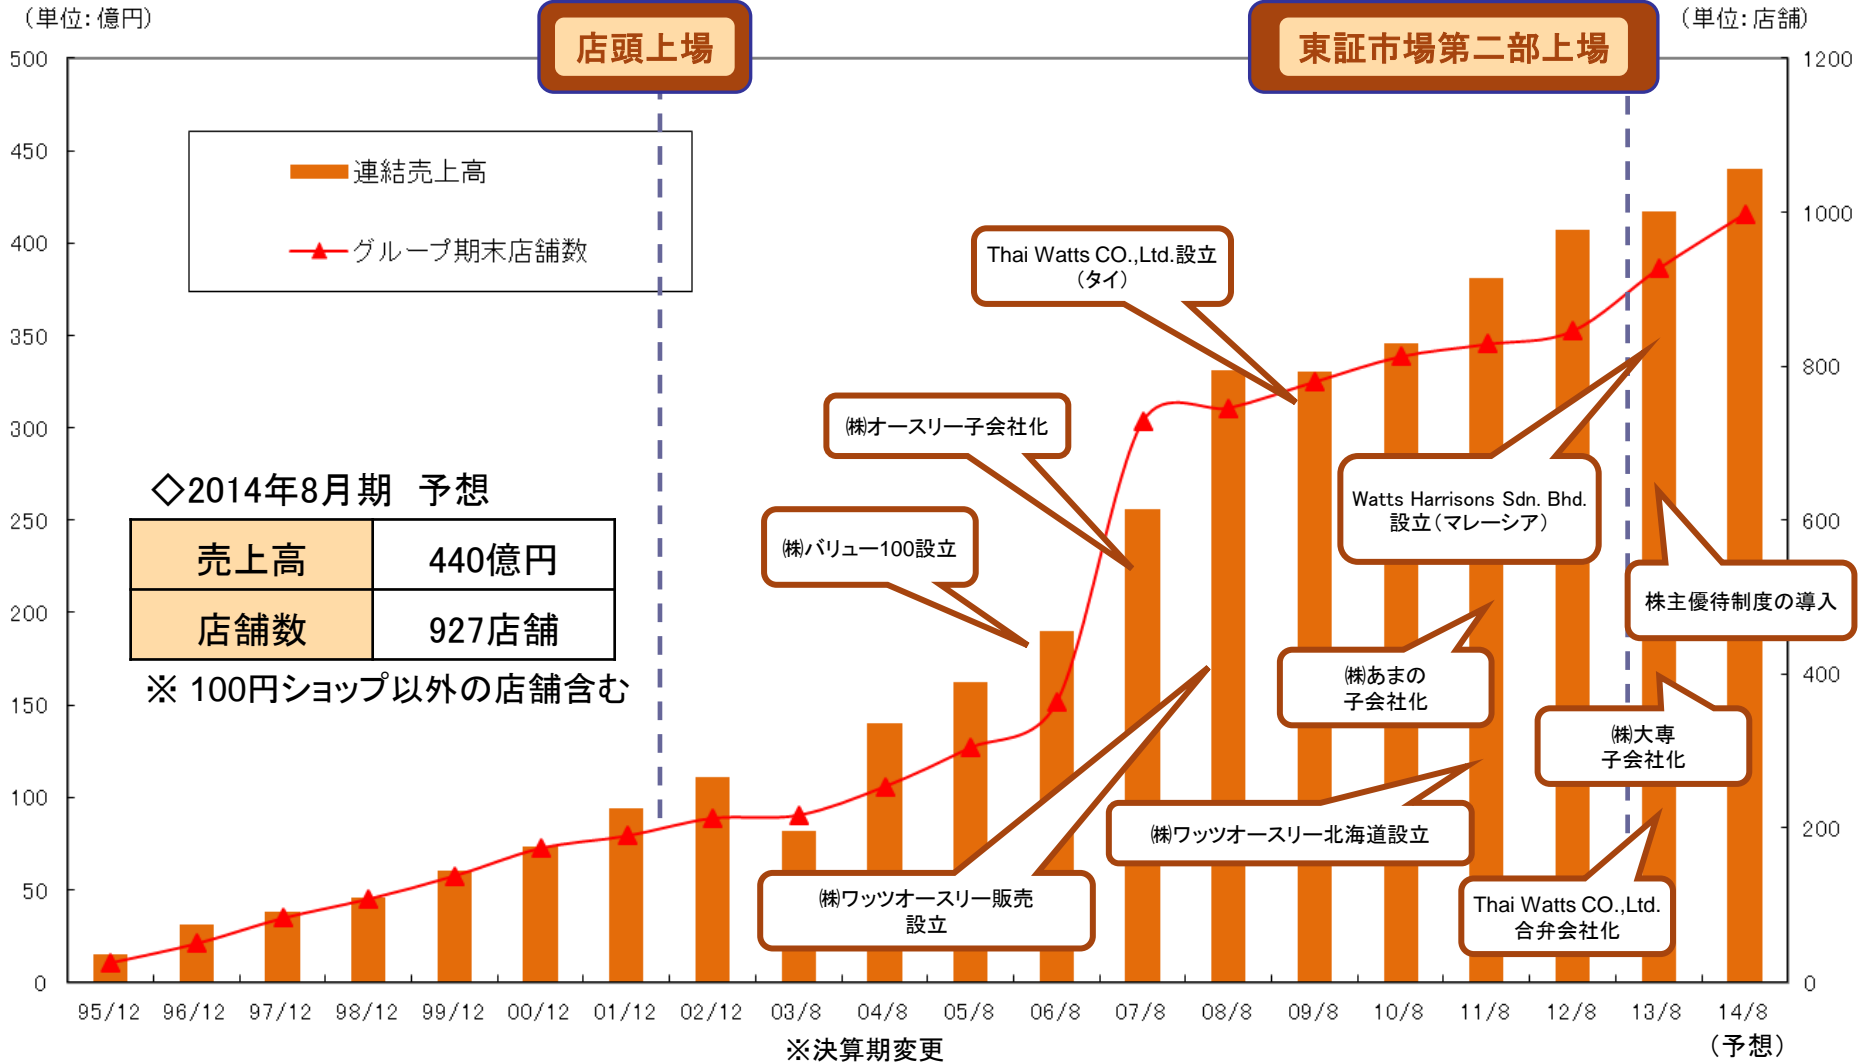 （単位：億円）
店頭上場
東証市場第二部上場
（単位：店舗）
500
450
400
350
300
250
200
150
100
50
0
1200
1000
800
600
400
200
0
連結売上高
グループ期末店舗数
◇2014年8月期 予想
売上高 440億円
店舗数 927店舗
※ 100円ショップ以外の店舗含む
Thai Watts CO.,Ltd.設立
（タイ）
㈱オースリー子会社化
㈱バリュー100設立
Watts Harrisons Sdn. Bhd.
設立（マレーシア）
株主優待制度の導入
㈱あまの
子会社化
㈱大専
子会社化
㈱ワッツオースリー北海道設立
㈱ワッツオースリー販売
設立
Thai Watts CO.,Ltd.
合弁会社化
95/12 96/12 97/12 98/12 99/12 00/12 01/12 02/12 03/8 04/8 05/8 06/8 07/8 08/8 09/8 10/8 11/8 12/8 13/8 14/8
※決算期変更
（予想）